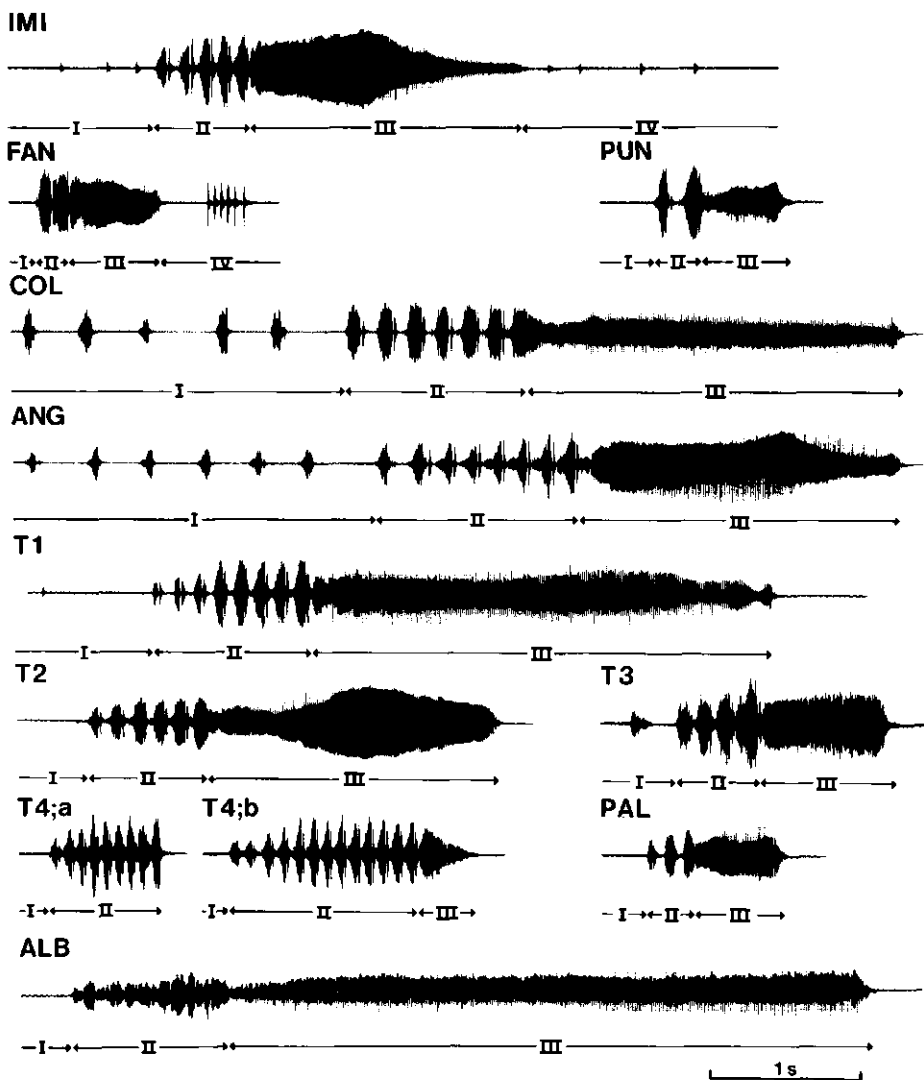 IMI
I II III IV
FAN PUN
I II III IV I II III
COL
I II III
ANG
I II III
T1
I II III
T2 T3
I II III I II III
T4;a T4;b PAL
I II I II III I II III
ALB
I II III
1 s